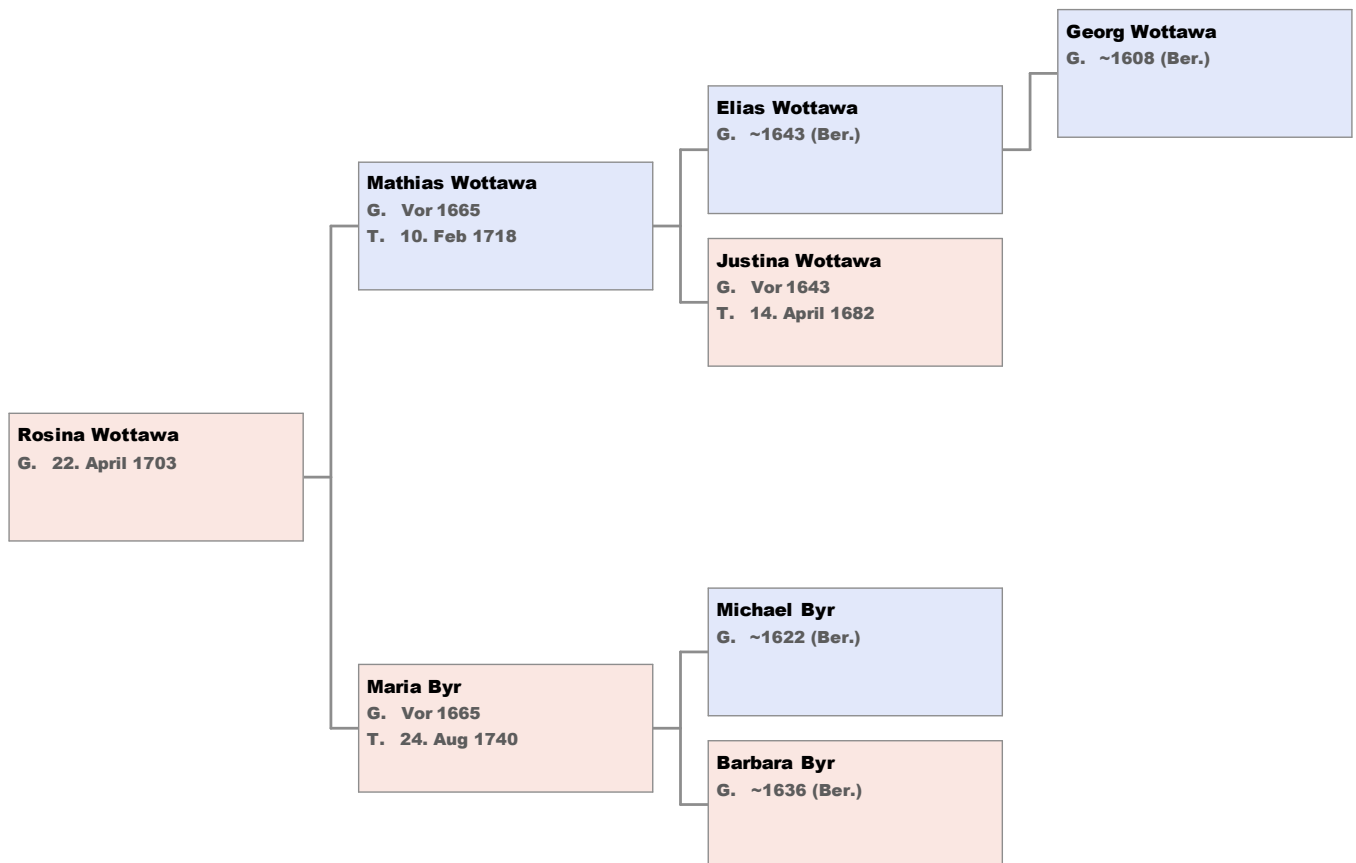 Georg Wottawa
G. ~1608 (Ber.)
Elias Wottawa
G. ~1643 (Ber.)
Mathias Wottawa
G. Vor 1665
T. 10. Feb 1718
Justina Wottawa
G. Vor 1643
T. 14. April 1682
Rosina Wottawa
G. 22. April 1703
Michael Byr
G. ~1622 (Ber.)
Maria Byr
G. Vor 1665
T. 24. Aug 1740
Barbara Byr
G. ~1636 (Ber.)